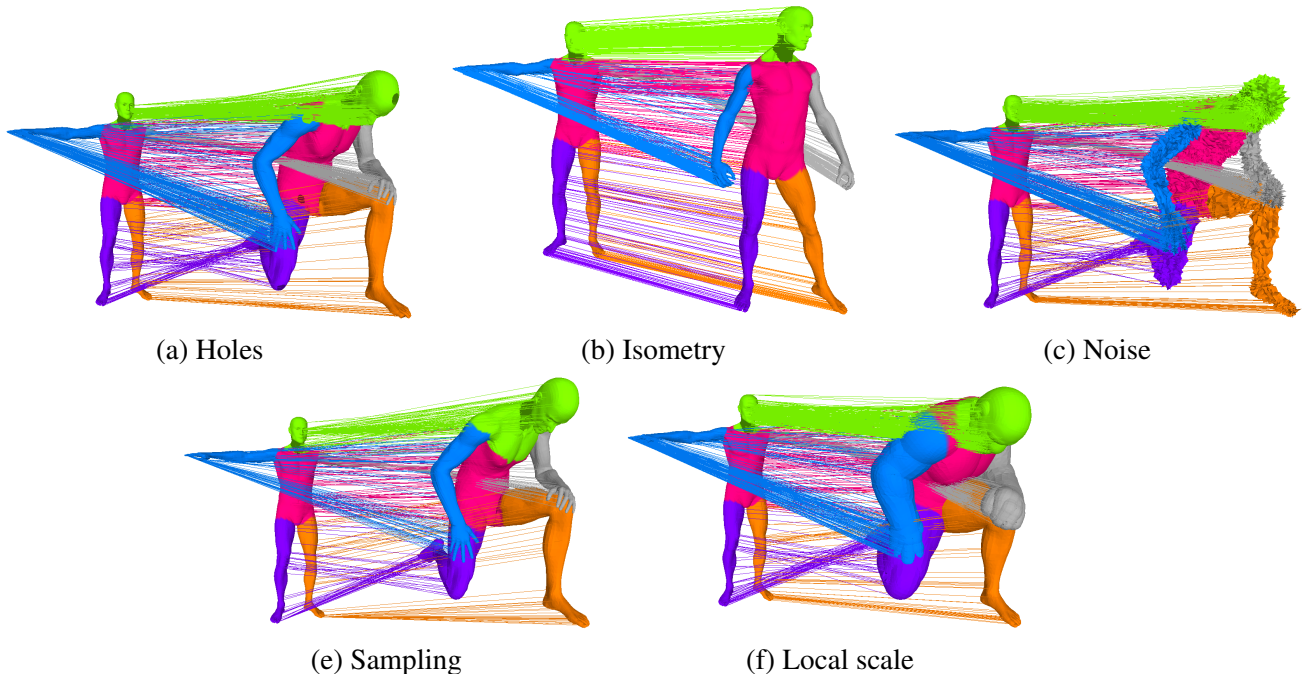 (a) Holes
(b) Isometry
(c) Noise
(e) Sampling
(f) Local scale